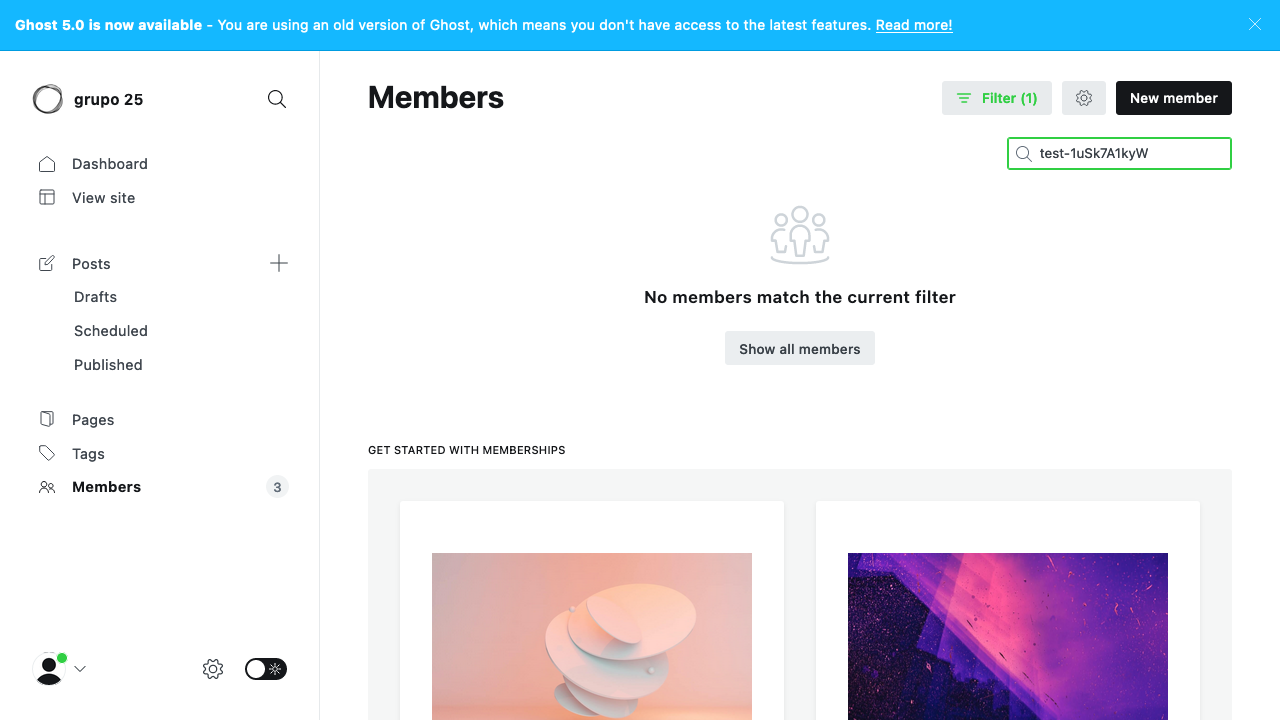 Ghost 5.0 is now available - You are using an old version of Ghost, which means you don't have access to the latest features. Read more!
grupo 25
Dashboard
View site
Posts
Drafts
Scheduled
Published
Pages
Tags
Members
3
Members
Filter (1)
New member
test-1uSk7A1kyW
No members match the current filter
Show all members
GET STARTED WITH MEMBERSHIPS